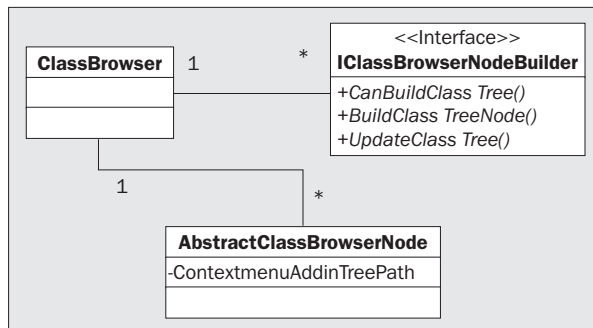 ClassBrowser
1
*
<<Interface>>
IClassBrowserNodeBuilder
+CanBuildClass Tree()
+BuildClass TreeNode()
+UpdateClass Tree()
1
*
AbstractClassBrowserNode
-ContextmenuAddinTreePath